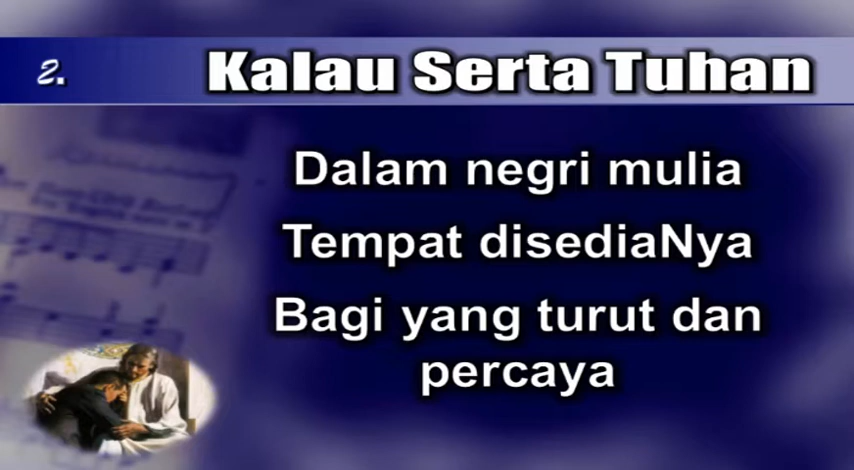 2. Kalau Serta Tuhan
Dalam negri mulia
Tempat disediaNya
Bagi yang turut dan
percaya